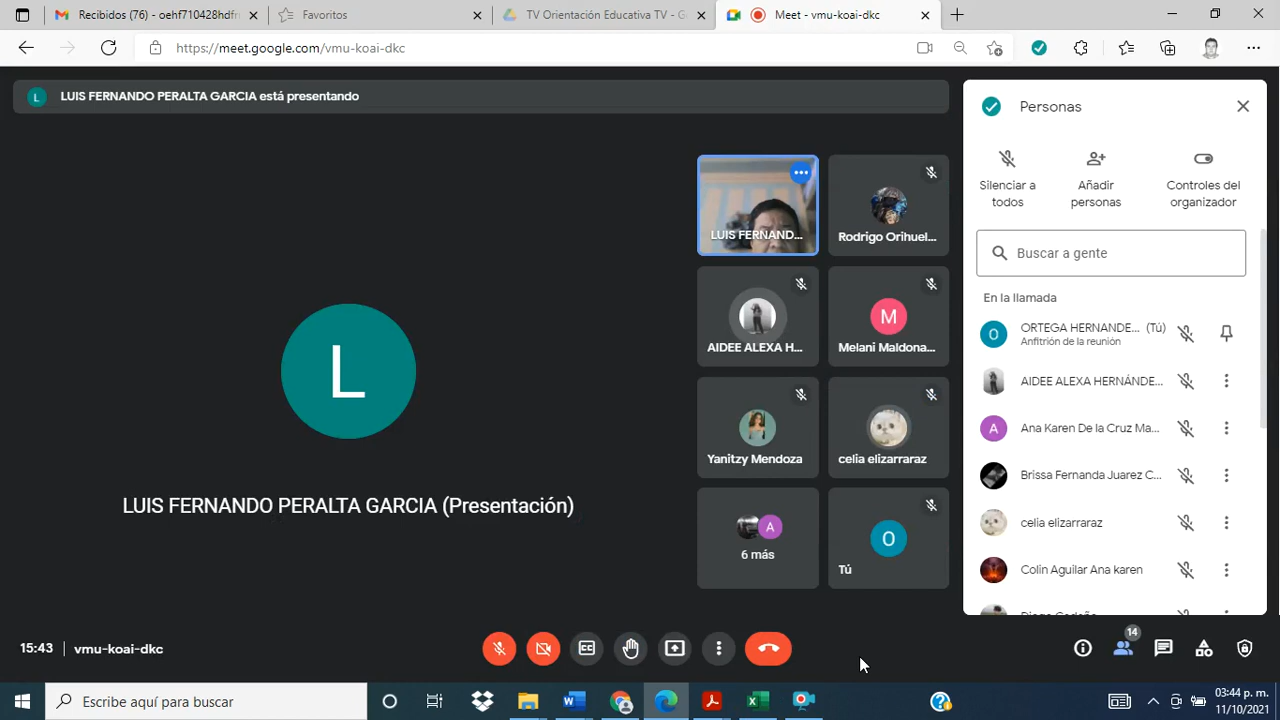 Recibidos (76) - oehf710428hdfn
Favoritos
TV Orientación Educativa TV - G
Meet - vmu-koai-dkc
https://meet.google.com/vmu-koai-dkc
L
LUIS FERNANDO PERALTA GARCIA está presentando
Personas
Silenciar a todos
Añadir personas
Controles del organizador
Buscar a gente
En la llamada
LUIS FERNAND...
Rodrigo Orihuel...
AIDEE ALEXA H...
M
Melani Maldona...
Yanitzy Mendoza
celia elizarraraz
A
6 más
O
Tú
L
LUIS FERNANDO PERALTA GARCIA (Presentación)
O
ORTEGA HERNANDE... (Tú)
Anfitrión de la reunión
AIDEE ALEXA HERNÁNDE...
A
Ana Karen De la Cruz Ma...
Brissa Fernanda Juarez C...
celia elizarraraz
Colin Aguilar Ana karen
15:43 | vmu-koai-dkc
14
Escribe aquí para buscar
03:44 p. m.
11/10/2021